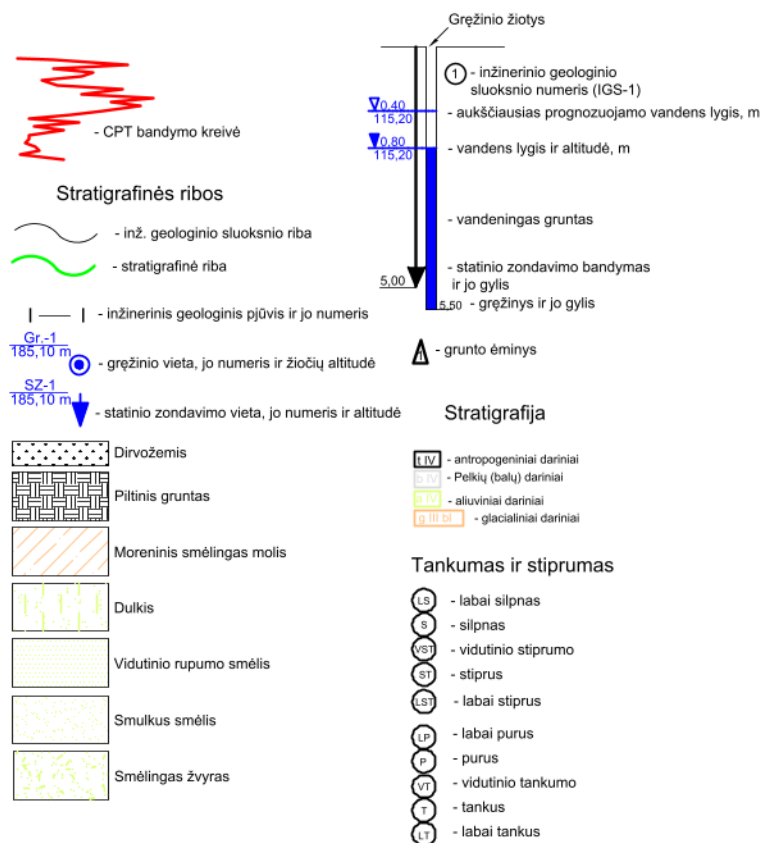 Gręžinio žiotys
1 - inžinerinio geologinio
sluoksnio numeris (IGS-1)
0.40
115,20
- aukščiausias prognozuojamo vandens lygis, m
- CPT bandymo kreivė
0.80
115,20
- vandens lygis ir altitudė, m
Stratigrafinės ribos
- vandeningas gruntas
- inž. geologinio sluoksnio riba
- stratigrafinė riba
- statinio zondavimo bandymas
ir jo gylis
5,00
5,50 - gręžinys ir jo gylis
- inžinerinis geologinis pjūvis ir jo numeris
Gr.-1
185,10 m
- gręžinio vieta, jo numeris ir žiočių altitudė
1 - grunto ėminys
SZ-1
185,10 m
- statinio zondavimo vieta, jo numeris ir altitudė
Dirvožemis
Piltinis gruntas
Moreninis smėlingas molis
Dulkis
Vidutinio rupumo smėlis
Smulkus smėlis
Smėlingas žvyras
Stratigrafija
t IV - antropogeniniai dariniai
b IV - Pelkių (balų) dariniai
a IV - aliuviniai dariniai
g III bl - glacialiniai dariniai
Tankumas ir stiprumas
LS - labai silpnas
S - silpnas
VST - vidutinio stiprumo
ST - stiprus
LST - labai stiprus
LP - labai purus
P - purus
VT - vidutinio tankumo
T - tankus
LT - labai tankus